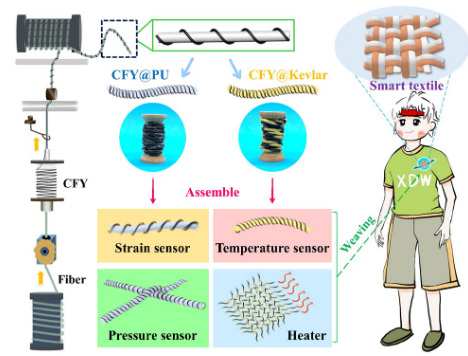 CFY@PU
CFY@Kevlar
Smart textile
CFY
Assemble
XDW
Strain sensor
Temperature sensor
Weaving
Fiber
Pressure sensor
Heater